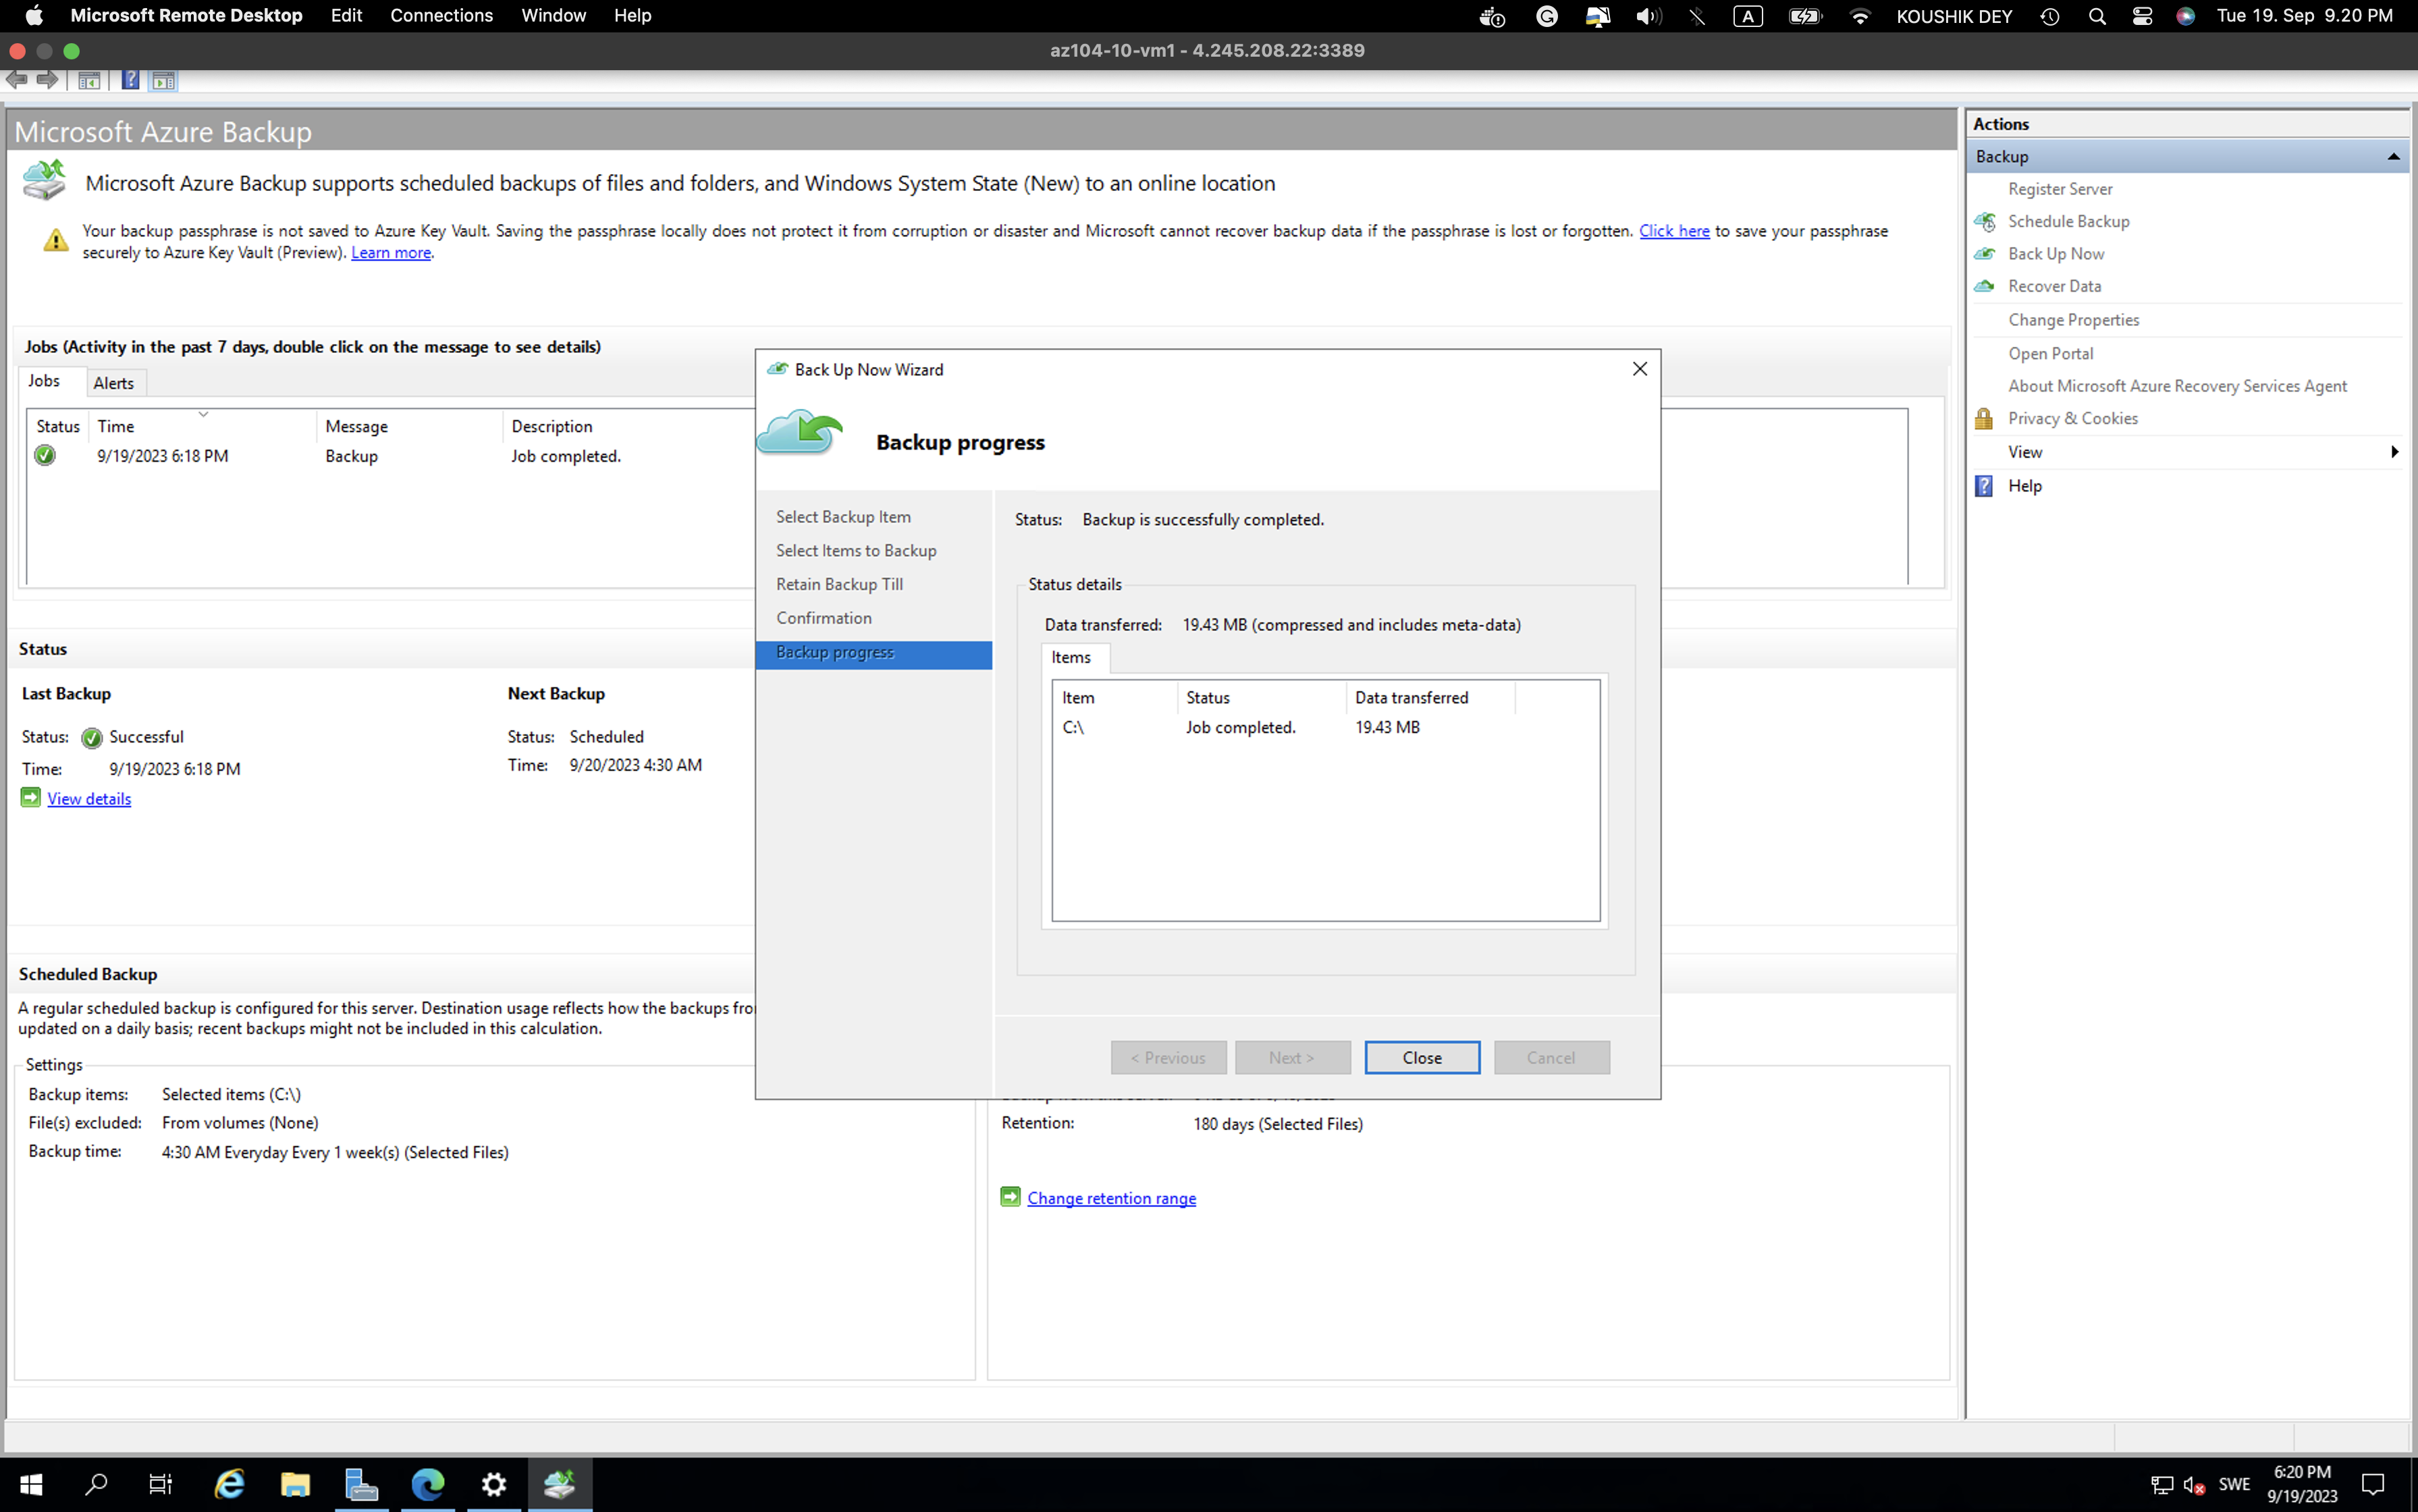 Microsoft Remote Desktop Edit Connections Window Help
A KOUSHIK DEY Tue 19. Sep 9.20 PM
az104-10-vm1 - 4.245.208.22:3389
Microsoft Azure Backup
Microsoft Azure Backup supports scheduled backups of files and folders, and Windows System State (New) to an online location
Your backup passphrase is not saved to Azure Key Vault. Saving the passphrase locally does not protect it from corruption or disaster and Microsoft cannot recover backup data if the passphrase is lost or forgotten. Click here to save your passphrase
securely to Azure Key Vault (Preview). Learn more.
Jobs (Activity in the past 7 days, double click on the message to see details)
Jobs Alerts
Status Time Message Description
9/19/2023 6:18 PM Backup Job completed.
Status
Last Backup
Status: Successful
Time: 9/19/2023 6:18 PM
View details
Next Backup
Status: Scheduled
Time: 9/20/2023 4:30 AM
Scheduled Backup
A regular scheduled backup is configured for this server. Destination usage reflects how the backups fro
updated on a daily basis; recent backups might not be included in this calculation.
Settings
Backup items: Selected items (C:\)
File(s) excluded: From volumes (None)
Backup time: 4:30 AM Everyday Every 1 week(s) (Selected Files)
Retention: 180 days (Selected Files)
Change retention range
Back Up Now Wizard
Backup progress
Select Backup Item
Select Items to Backup
Retain Backup Till
Confirmation
Backup progress
Status: Backup is successfully completed.
Status details
Data transferred: 19.43 MB (compressed and includes meta-data)
Items
Item Status Data transferred
C:\ Job completed. 19.43 MB
< Previous Next > Close Cancel
Actions
Backup
Register Server
Schedule Backup
Back Up Now
Recover Data
Change Properties
Open Portal
About Microsoft Azure Recovery Services Agent
Privacy & Cookies
View
Help
SWE
6:20 PM
9/19/2023